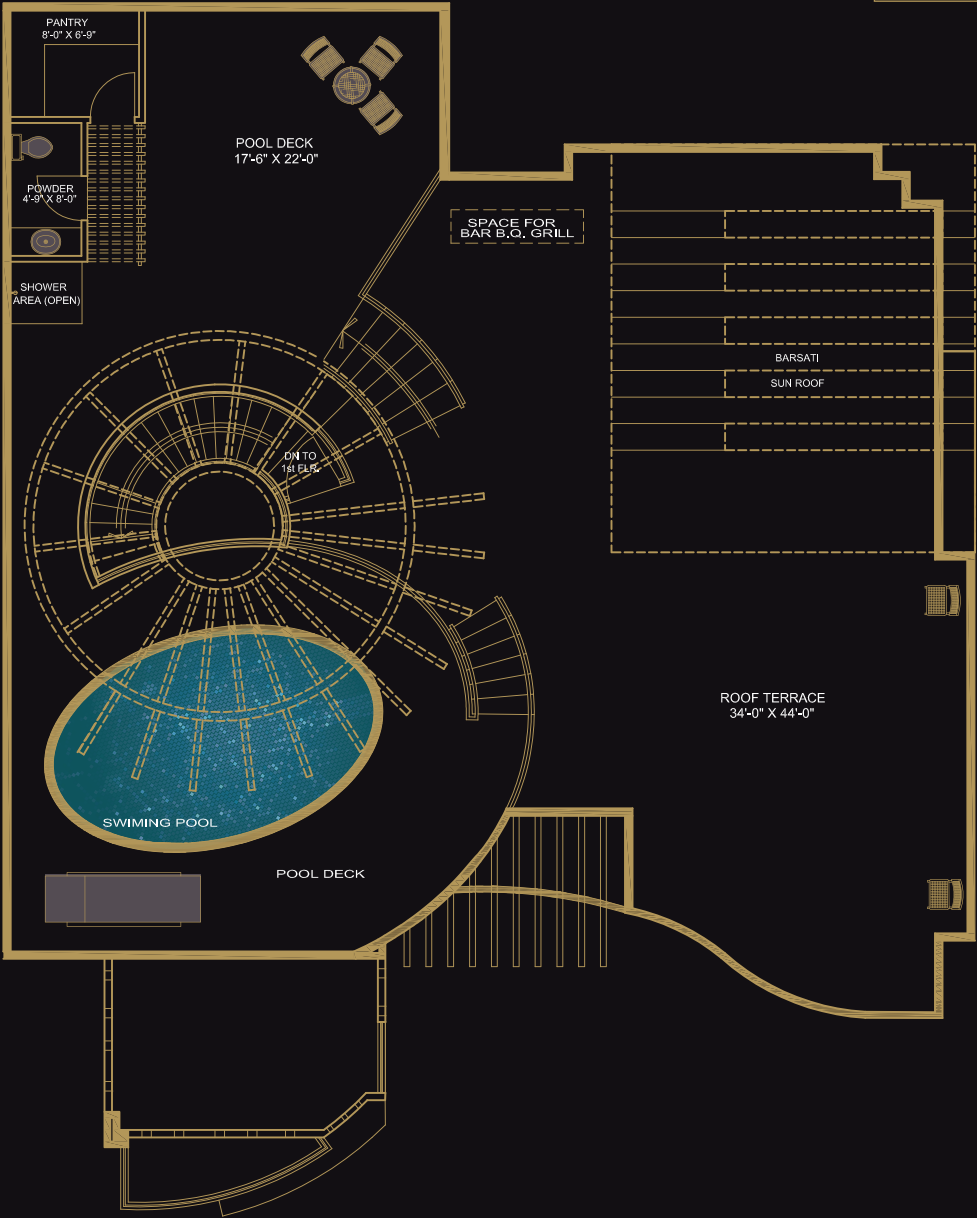 PANTRY
8'-0" X 6'-9"
POOL DECK
17'-6" X 22'-0"
POWDER
4'-9" X 8'-0"
SPACE FOR
BAR B.Q. GRILL
SHOWER
AREA (OPEN)
BARSATI
SUN ROOF
DN TO
1st FLR.
ROOF TERRACE
34'-0" X 44'-0"
SWIMING POOL
POOL DECK